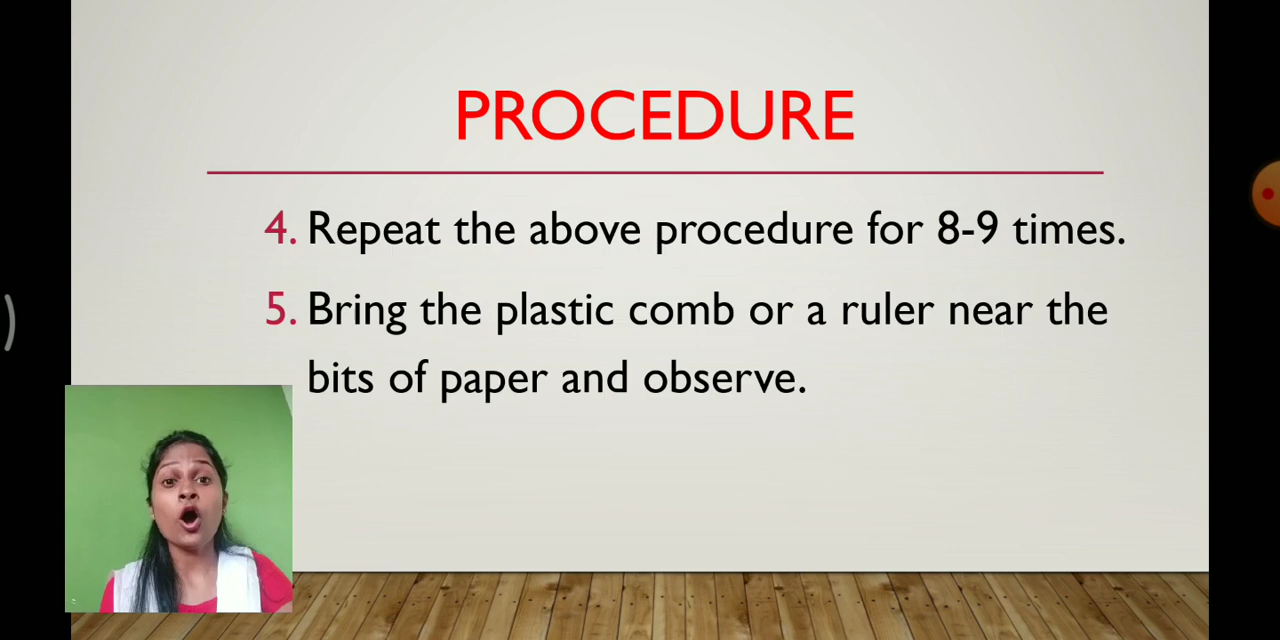 PROCEDURE
4. Repeat the above procedure for 8-9 times.
5. Bring the plastic comb or a ruler near the
bits of paper and observe.